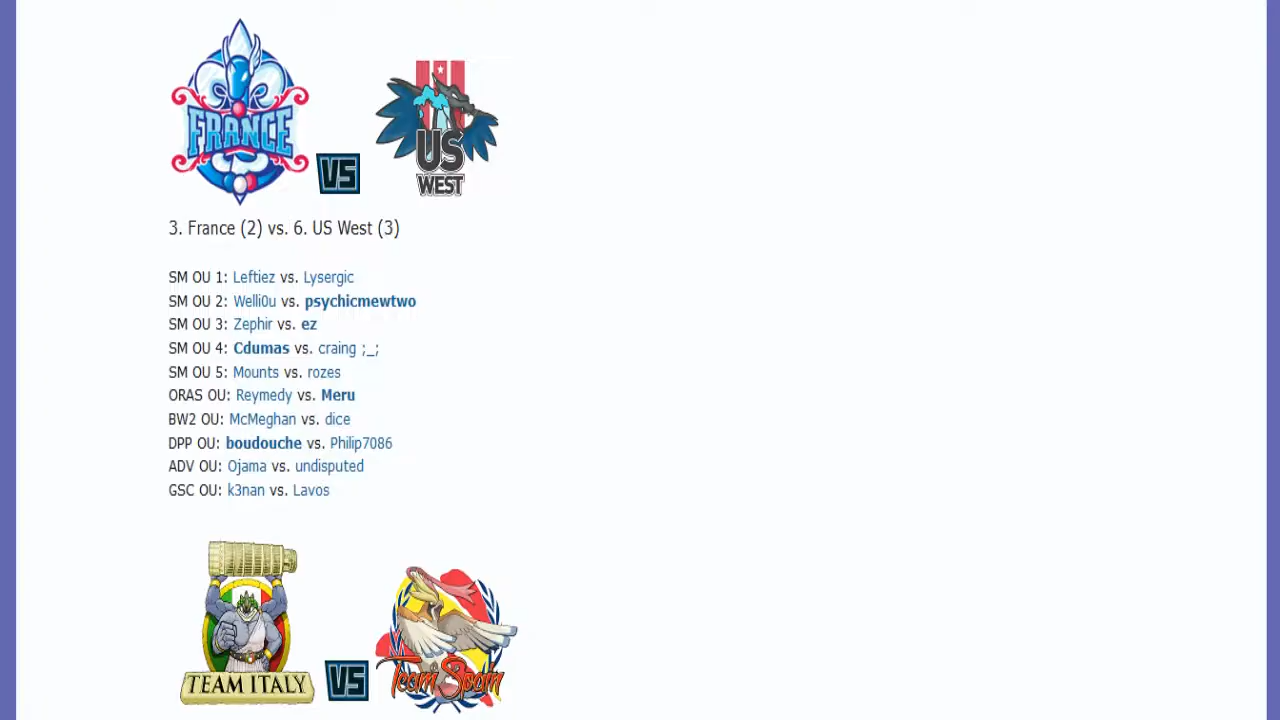 FRANCE
VS
US
WEST
3. France (2) vs. 6. US West (3)
SM OU 1: Leftiez vs. Lysergic
SM OU 2: Welli0u vs. psychicmewtwo
SM OU 3: Zephir vs. ez
SM OU 4: Cdumas vs. craing ;_;
SM OU 5: Mounts vs. rozes
ORAS OU: Reymedy vs. Meru
BW2 OU: McMeghan vs. dice
DPP OU: boudouche vs. Philip7086
ADV OU: Ojama vs. undisputed
GSC OU: k3nan vs. Lavos
TEAM ITALY
VS
Team Spain